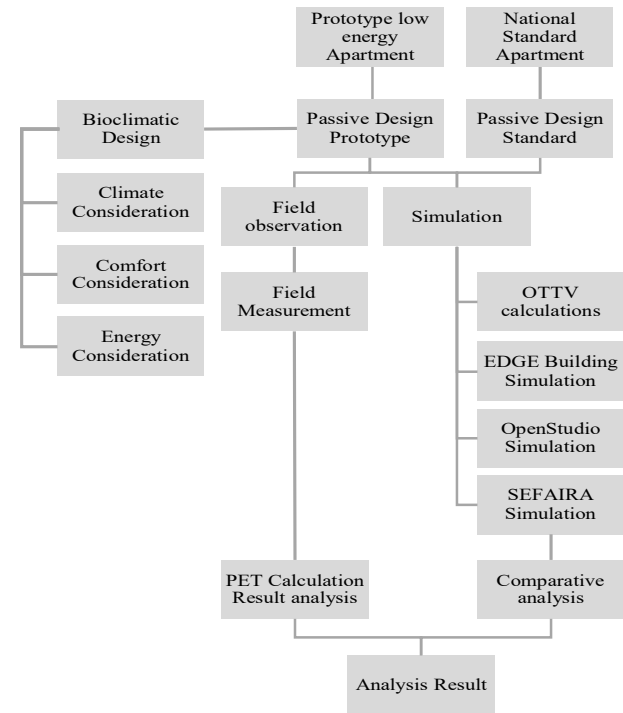 Prototype low
energy
Apartment
National
Standard
Apartment
Bioclimatic
Design
Passive Design
Prototype
Passive Design
Standard
Climate
Consideration
Field
observation
Simulation
Comfort
Consideration
Field
Measurement
OTTV
calculations
Energy
Consideration
EDGE Building
Simulation
OpenStudio
Simulation
SEFAIRA
Simulation
PET Calculation
Result analysis
Comparative
analysis
Analysis Result